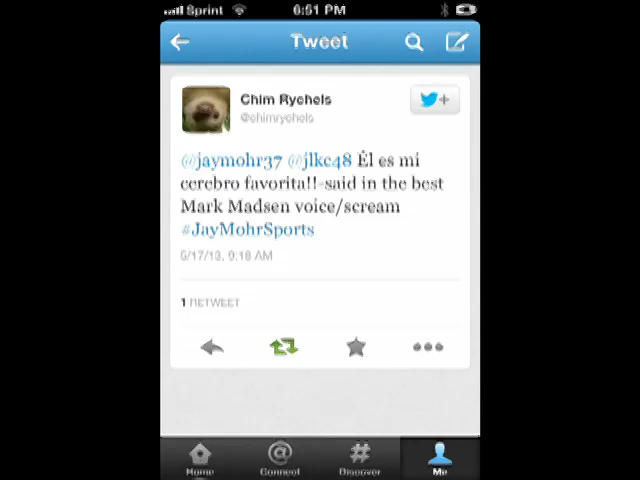 Sprint 6:51 PM
Tweet
Chim Rychels
@chimrychels
@jaymohr37 @jlkc48 Él es mi
cerebro favorita!!-said in the best
Mark Madsen voice/scream
#JayMohrSports
5/17/13, 9:18 AM
1 RETWEET
Home Connect Discover Me